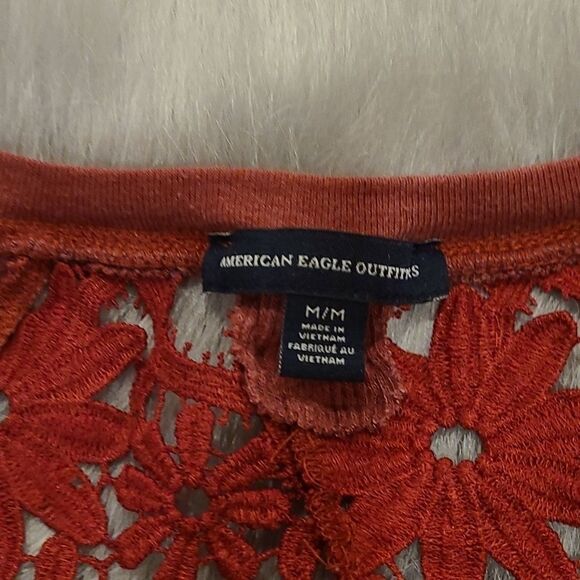 AMERICAN EAGLE OUTFITTERS
M/M
MADE IN
VIETNAM
FABRIQUÉ AU
VIETNAM